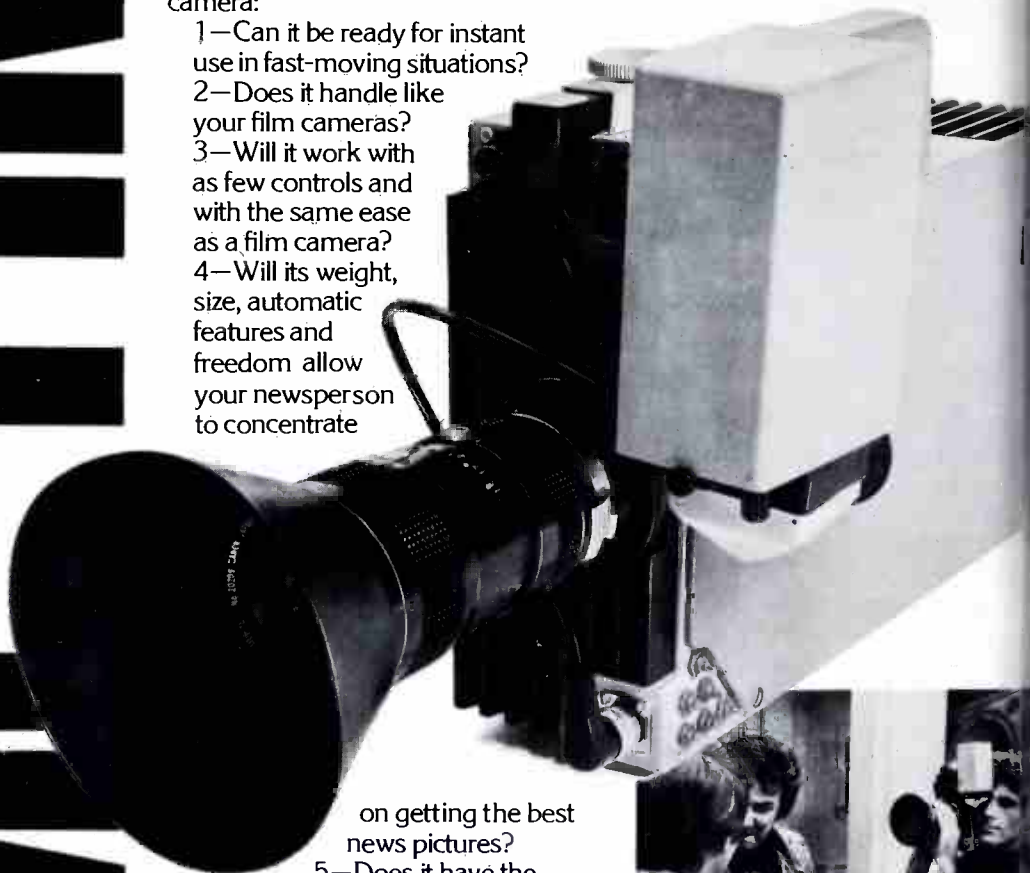 camera:
1—Can it be ready for instant
use in fast-moving situations?
2—Does it handle like
your film cameras?
3—Will it work with
as few controls and
with the same ease
as a film camera?
4—Will its weight,
size, automatic
features and
freedom allow
your newsperson
to concentrate
on getting the best
news pictures?
5—Does it have the